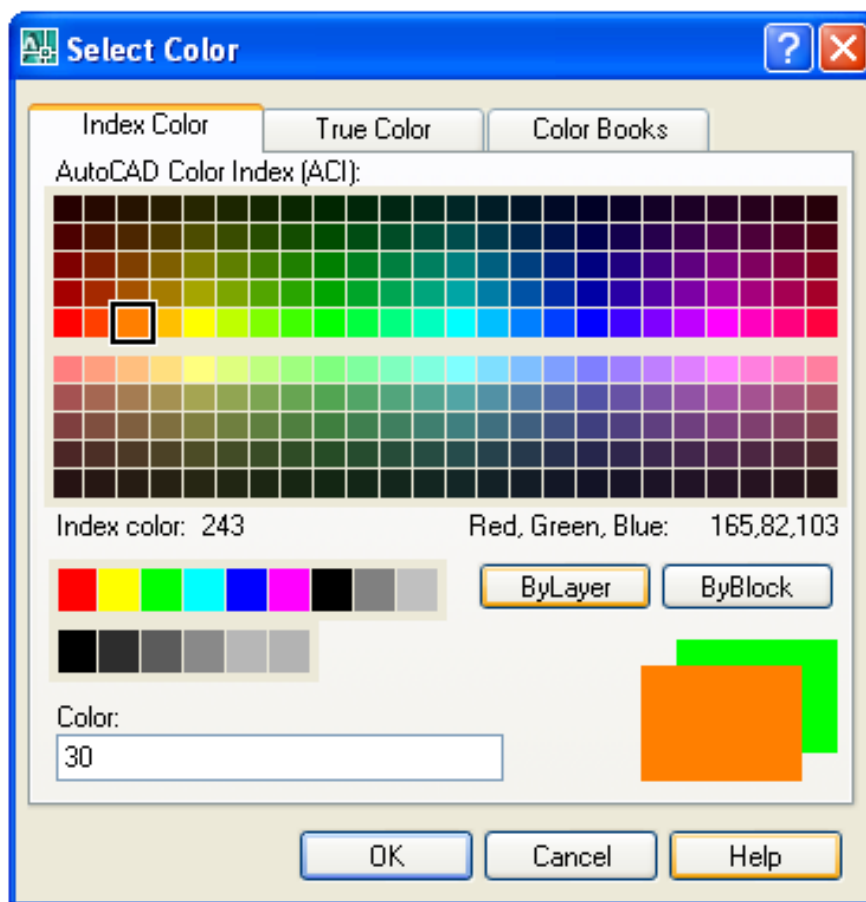 Select Color
Index Color True Color Color Books
AutoCAD Color Index (ACI):
Index color: 243 Red, Green, Blue: 165,82,103
ByLayer ByBlock
Color:
30
OK Cancel Help